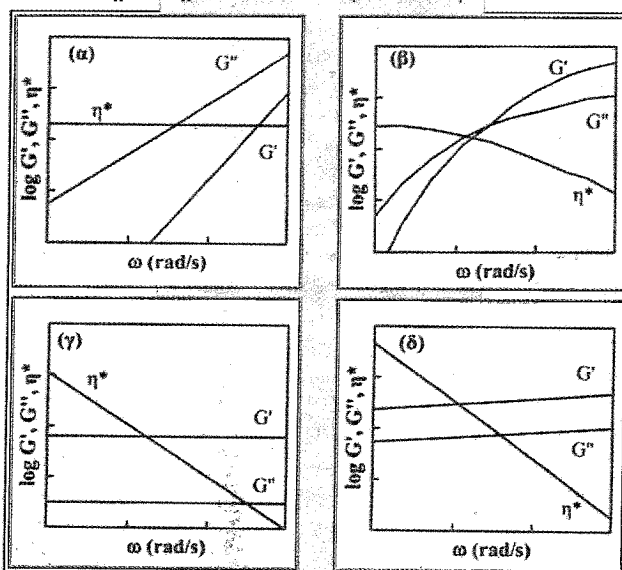 (α)
G''
η*
G'
log G', G'', η*
ω (rad/s)
(β)
G'
G''
η*
log G', G'', η*
ω (rad/s)
(γ)
η*
G'
G''
log G', G'', η*
ω (rad/s)
(δ)
G'
G''
η*
log G', G'', η*
ω (rad/s)